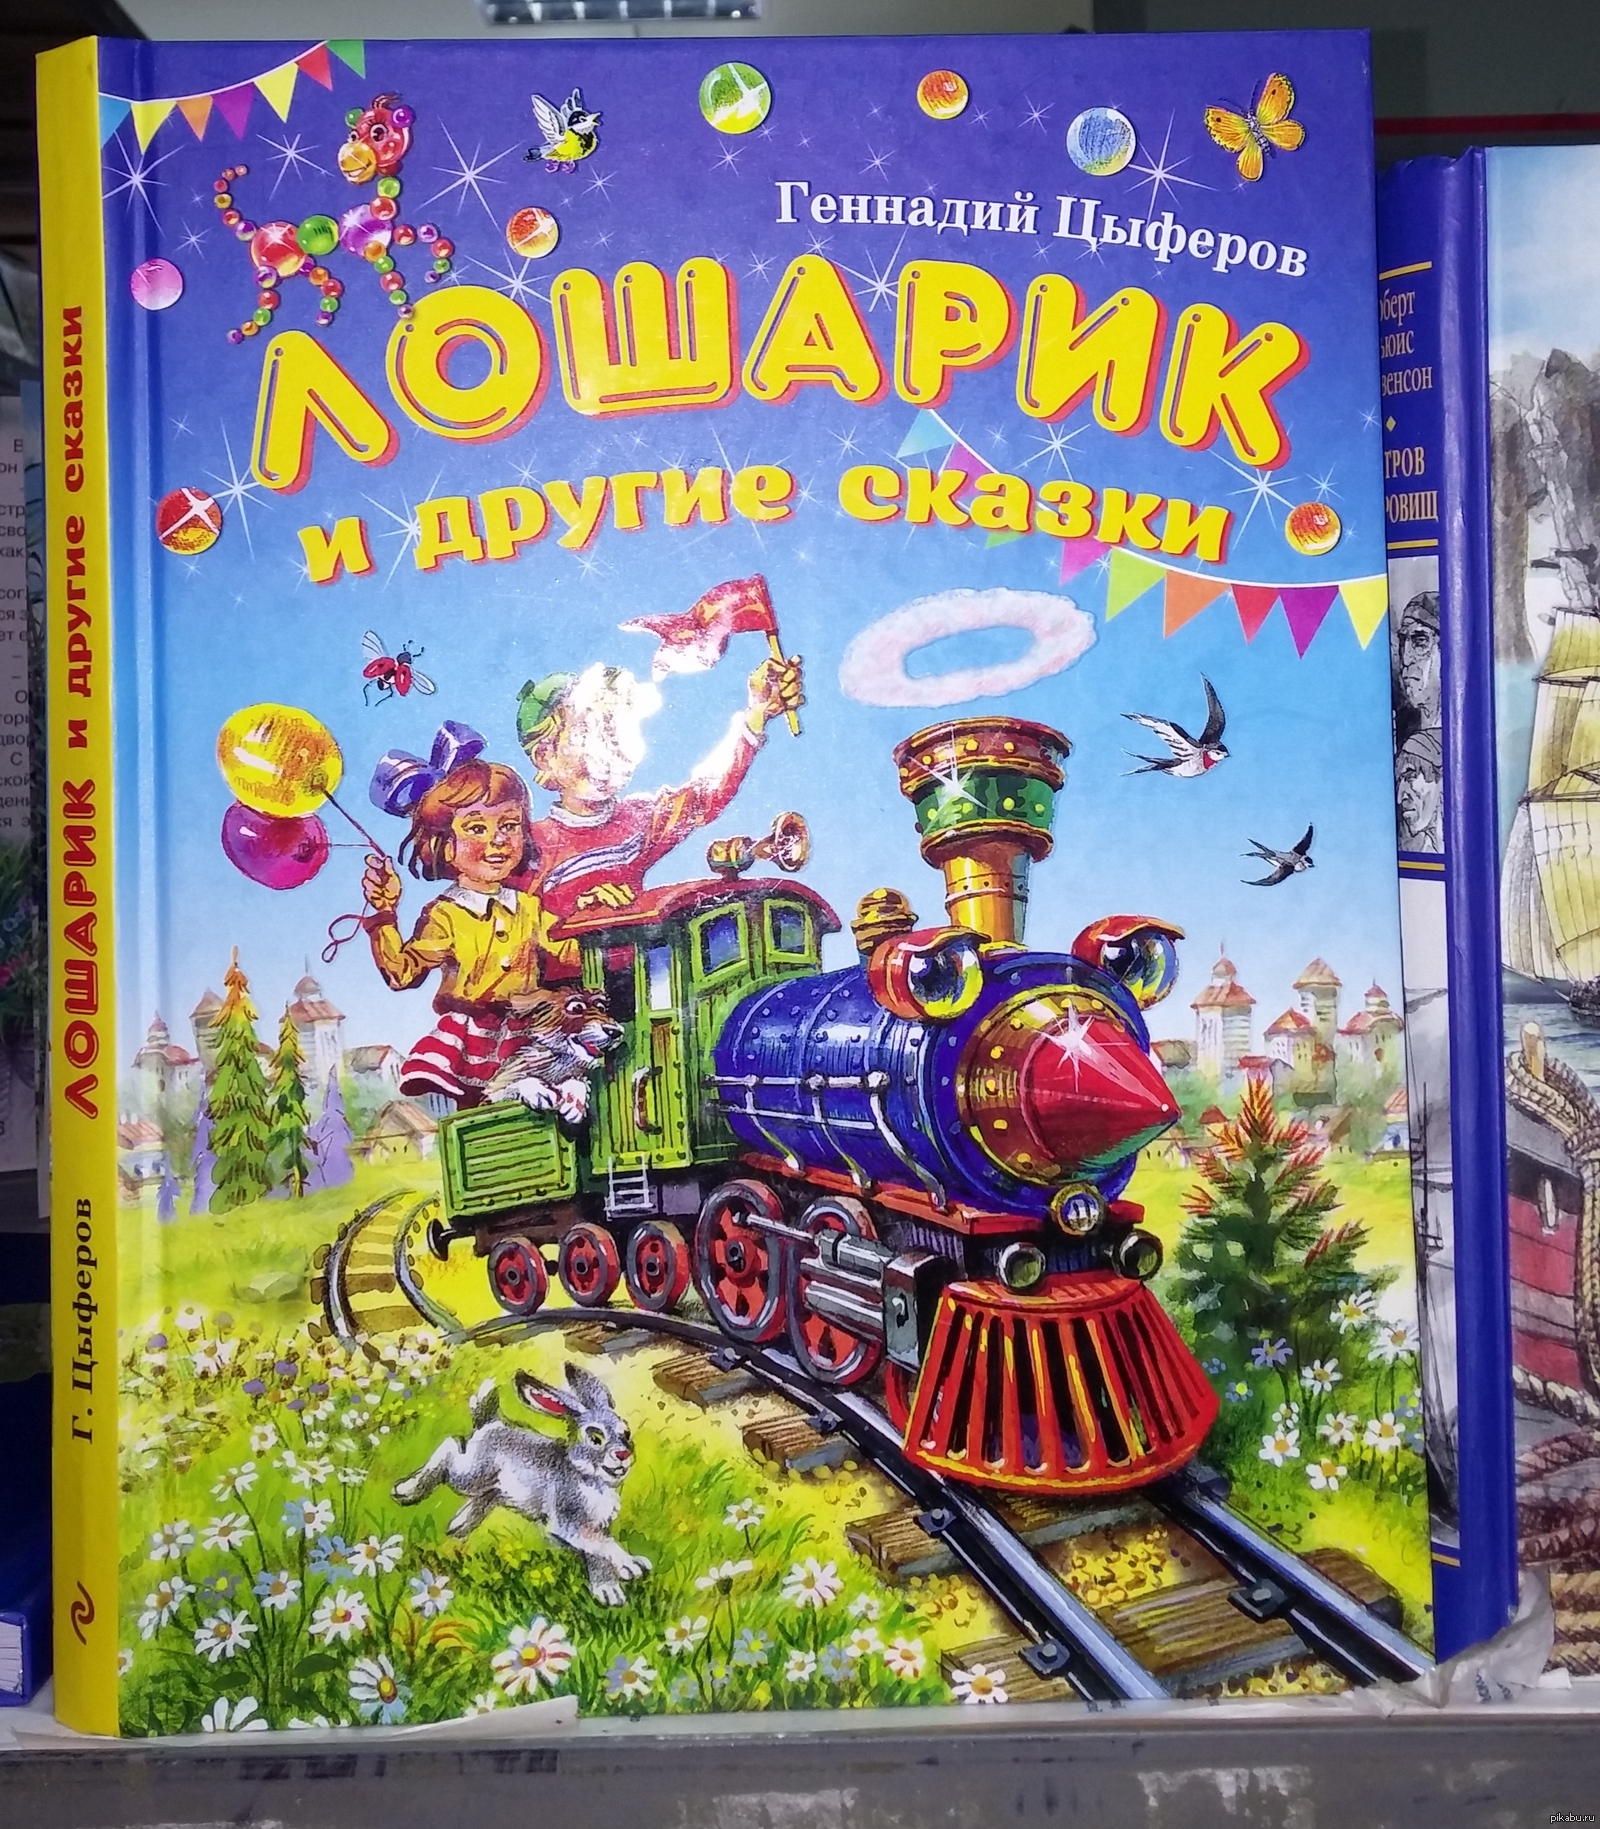 Геннадий Цыферов
ЛОШАРИК
и другие сказки
Г. Цыферов ЛОШАРИК и другие сказки
pikabu.ru